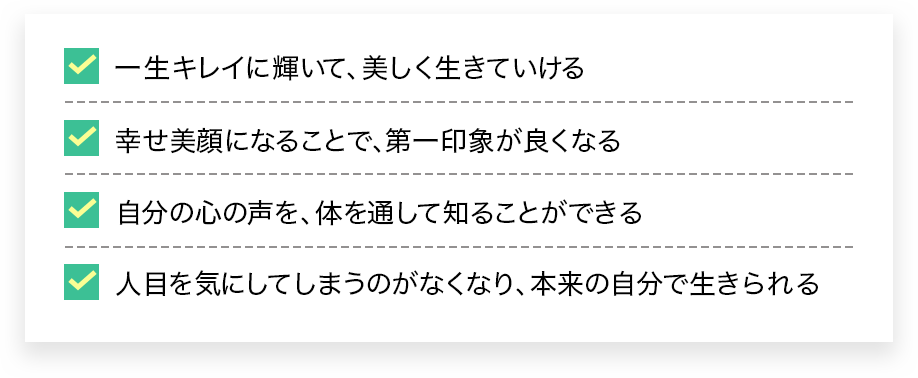 一生キレイに輝いて、美しく生きていける
幸せ美顔になることで、第一印象が良くなる
自分の心の声を、体を通して知ることができる
人目を気にしてしまうのがなくなり、本来の自分で生きられる